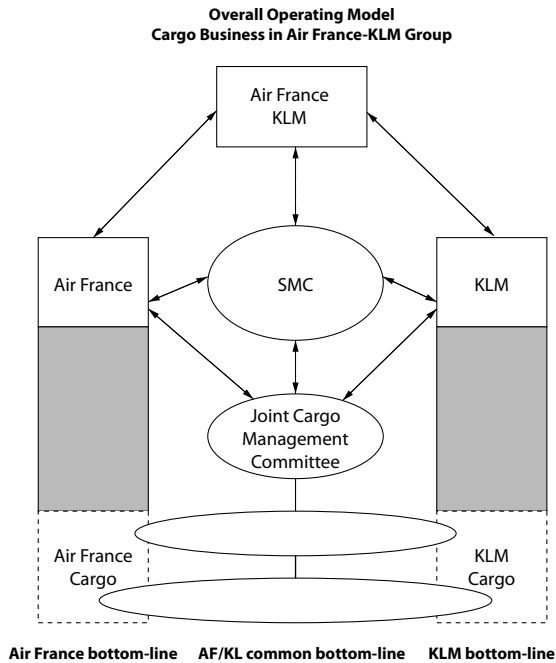 Overall Operating Model
Cargo Business in Air France-KLM Group
Air France
KLM
Air France
SMC
KLM
Joint Cargo
Management
Committee
Air France
Cargo
KLM
Cargo
Air France bottom-line AF/KL common bottom-line KLM bottom-line